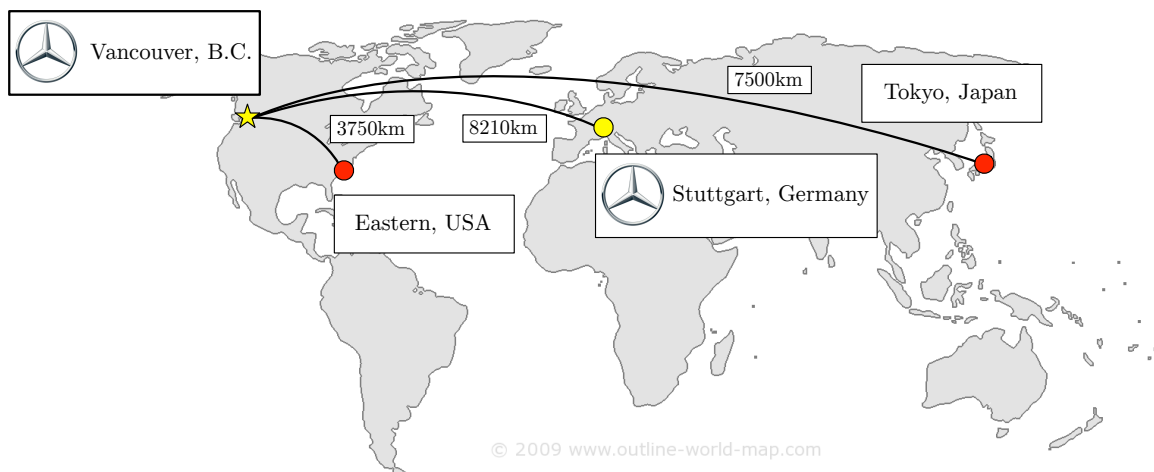 Vancouver, B.C.
7500km
Tokyo, Japan
3750km
8210km
Stuttgart, Germany
Eastern, USA
© 2009 www.outline-world-map.com